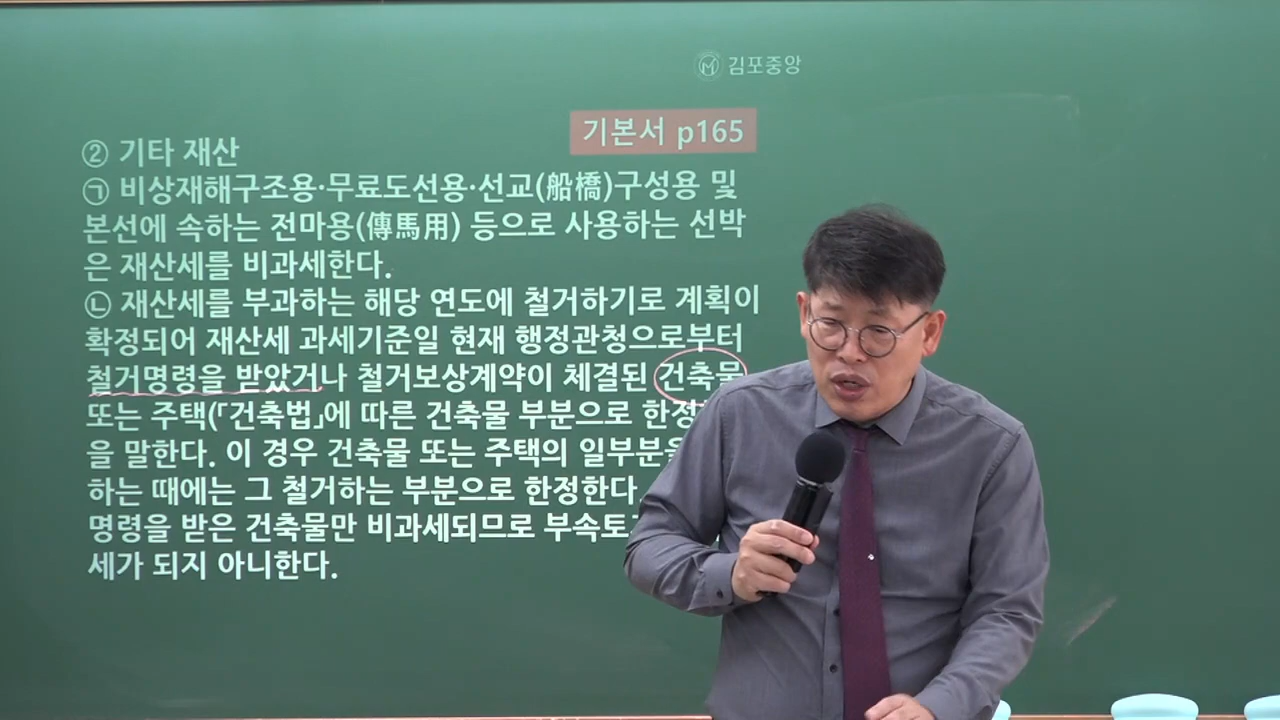 김포중앙
기본서 p165
② 기타 재산
㉠ 비상재해구조용·무료도선용·선교(船橋)구성용 및
본선에 속하는 전마용(傳馬用) 등으로 사용하는 선박
은 재산세를 비과세한다.
㉡ 재산세를 부과하는 해당 연도에 철거하기로 계획이
확정되어 재산세 과세기준일 현재 행정관청으로부터
철거명령을 받았거나 철거보상계약이 체결된 건축물
또는 주택(「건축법」에 따른 건축물 부분으로 한정
을 말한다. 이 경우 건축물 또는 주택의 일부분을
하는 때에는 그 철거하는 부분으로 한정한다.
명령을 받은 건축물만 비과세되므로 부속토
세가 되지 아니한다.